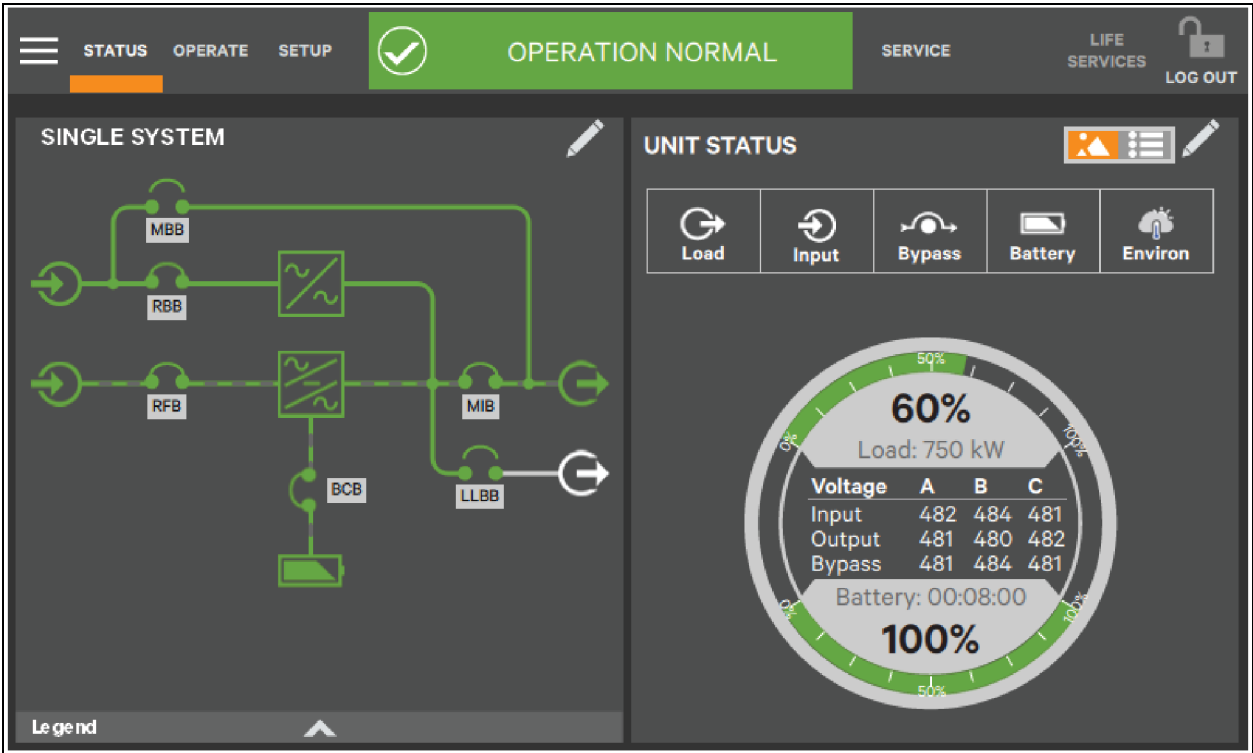 STATUS OPERATE SETUP OPERATION NORMAL SERVICE LIFE SERVICES LOG OUT
SINGLE SYSTEM
MBB
RBB
RFB
MIB
BCB
LLBB
Legend
UNIT STATUS
Load Input Bypass Battery Environ
50%
0%
100%
60%
Load: 750 kW
Voltage A B C
Input 482 484 481
Output 481 480 482
Bypass 481 484 481
Battery: 00:08:00
0%
100%
100%
50%